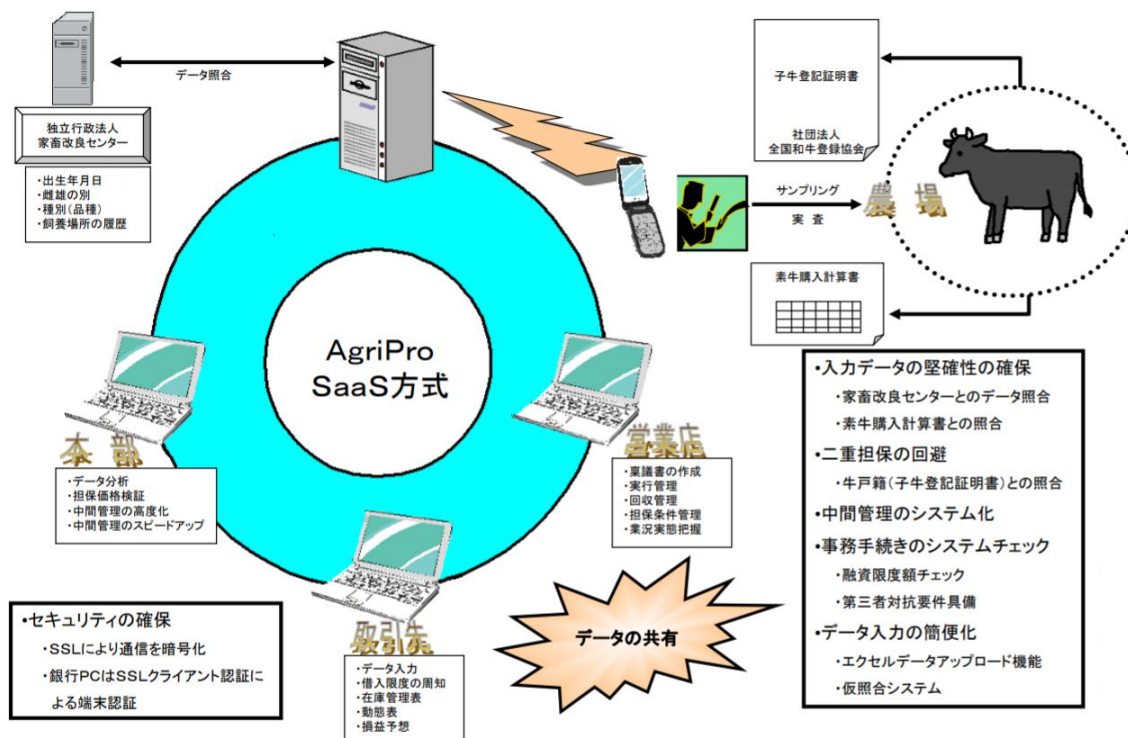 データ照合
独立行政法人
家畜改良センター
・出生年月日
・雌雄の別
・種別(品種)
・飼養場所の履歴
子牛登記証明書
社団法人
全国和牛登録協会
サンプリング
実 査
農 場
素牛購入計算書
AgriPro
SaaS方式
本 部
・データ分析
・担保価格検証
・中間管理の高度化
・中間管理のスピードアップ
営業店
・稟議書の作成
・実行管理
・回収管理
・担保条件管理
・業況実態把握
取引先
・データ入力
・借入限度の周知
・在庫管理表
・動態表
・損益予想
データの共有
・セキュリティの確保
・SSLにより通信を暗号化
・銀行PCはSSLクライアント認証に
よる端末認証
・入力データの堅確性の確保
・家畜改良センターとのデータ照合
・素牛購入計算書との照合
・二重担保の回避
・牛戸籍(子牛登記証明書)との照合
・中間管理のシステム化
・事務手続きのシステムチェック
・融資限度額チェック
・第三者対抗要件具備
・データ入力の簡便化
・エクセルデータアップロード機能
・仮照合システム